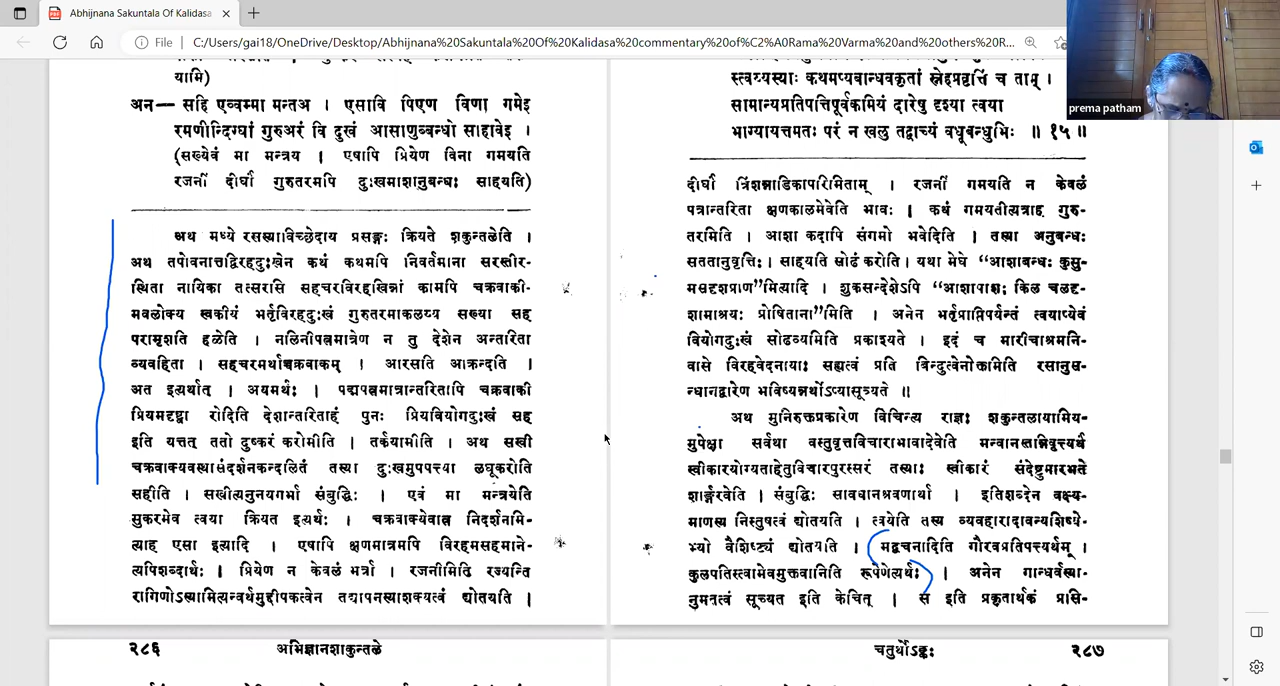 Abhijnana Sakuntala Of Kalidasa
File C:/Users/gai18/OneDrive/Desktop/Abhijnana%20Sakuntala%20Of%20Kalidasa%20commentary%20of%C2%A0Rama%20Varma%20and%20others%20R...
prema patham
यामि)
अन— सहि एव्वम्मा मन्तअ । एसावि पिएण विणा गमेइ
रमणीन्दिग्घां गुरुअरं वि दुखं आसाणुब्बन्धो साहावेइ ।
(सख्येवं मा मन्त्रय । एषापि प्रियेण विना गमयति
रजनीं दीर्घां गुरुतरमपि दुःखमाशानुबन्धः साहयति)
अथ मध्ये रसस्याविच्छेदाय प्रसङ्गः क्रियते शकुन्तलेति ।
अथ तपोवनात्तद्विरहदुःखेन कथं कथमपि निवर्तमाना सरस्तीर-
स्थिता नायिका तत्सरसि सहचरविरहखिन्नां कामपि चक्रवाकी-
मवलोक्य स्वकीयं भर्तृविरहदुःखं गुरुतरमाकलय्य सख्या सह
परामृशति हलेति । नलिनीपत्रमात्रेण न तु देशेन अन्तरिता
व्यवहिता । सहचरमर्थाच्चक्रवाकम् । आरसति आक्रन्दति ।
अत इत्यर्थात् । अयमर्थः । पद्मपत्रमात्रान्तरितापि चक्रवाकी
प्रियमदृष्ट्वा रोदिति देशान्तरिताहं पुनः प्रियवियोगदुःखं सह
इति यत्तत् ततो दुष्करं करोमीति । तर्कयामीति । अथ सखी
चक्रवाक्यवस्थासंदर्शनकन्दलितं तस्या दुःखमुपपत्त्या लघूकरोति
सहीति । सखीत्यनुनयगर्भा संबुद्धिः । एवं मा मन्त्रयेति
सुकरमेव त्वया क्रियत इत्यर्थः । चक्रवाक्येवात्र निदर्शनमि-
त्याह एसा इत्यादि । एषापि क्षणमात्रमपि विरहमसहमाने-
त्यपिशब्दार्थः । प्रियेण न केवलं भर्त्रा । रजनीमिति रज्यन्ति
रागिणोऽस्यामित्यन्वर्थमुद्दीपकत्वेन तद्यापनस्याशक्यत्वं द्योतयति ।
स्त्वय्यस्याः कथमप्यबान्धवकृतां स्नेहप्रवृत्तिं च ताम् ।
सामान्यप्रतिपत्तिपूर्वकमियं दारेषु दृश्या त्वया
भाग्यायत्तमतः परं न खलु तद्वाच्यं वधूबन्धुभिः ॥ १५ ॥
दीर्घां त्रिंशन्नाडिकापरिमिताम् । रजनीं गमयति न केवलं
पत्रान्तरिता क्षणकालमेवेति भावः । कथं गमयतीत्यत्राह गुरु-
तरमिति । आशा कदापि संगमो भवेदिति । तस्या अनुबन्धः
सततानुवृत्तिः । साहयति सोढं करोति । यथा मेघे “आशाबन्धः कुसु-
मसदृशप्राण”मित्यादि । शुकसन्देशेऽपि “आशापाशः किल चलदृ-
शामाश्रयः प्रोषिताना”मिति । अनेन भर्तृप्राप्तिपर्यन्तं त्वयाप्येवं
वियोगदुःखं सोढव्यमिति प्रकाश्यते । इदं च मारीचाश्रमनि-
वासे विरहवेदनायाः सह्यत्वं प्रति बिन्दुत्वेनोक्तमिति रसानुस-
न्धानद्वारेण भविष्यन्नर्थोऽप्यासूत्र्यते ॥
अथ मुनिरुक्तप्रकारेण विचिन्त्य राज्ञः शकुन्तलायामिय-
मुपेक्षा सर्वथा वस्तुवृत्तविचाराभावादेवेति मन्वानस्तन्निवृत्त्यर्थं
स्वीकारयोग्यताहेतुविचारपुरस्सरं तस्याः स्वीकारं संदेष्टुमारभते
शार्ङ्गरवेति । संबुद्धिः सावधानश्रवणार्था । इतिशब्देन वक्ष्य-
माणस्य निस्तुषत्वं द्योतयति । त्वयेति तस्य व्यवहारादावन्यशिष्ये-
भ्यो वैशिष्ट्यं द्योतयति । मद्वचनादिति गौरवप्रतिपत्त्यर्थम् ।
कुलपतिस्त्वामेवमुक्तवानिति रूपेणेत्यर्थः । अनेन गान्धर्वस्या-
नुमतत्वं सूच्यत इति केचित् । स इति प्रकृतार्थकं प्रसि-
२८६ अभिज्ञानशाकुन्तले
चतुर्थोऽङ्कः २८७